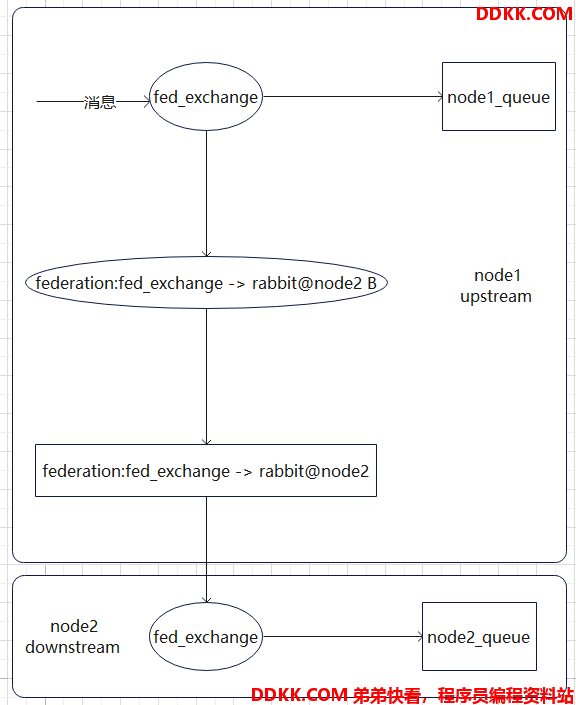 DDKK.COM
消息
fed_exchange
node1_queue
federation:fed_exchange -> rabbit@node2 B
node1
upstream
federation:fed_exchange -> rabbit@node2
node2
downstream
fed_exchange
node2_queue
DDKK.COM 弟弟快看，程序员编程资料站